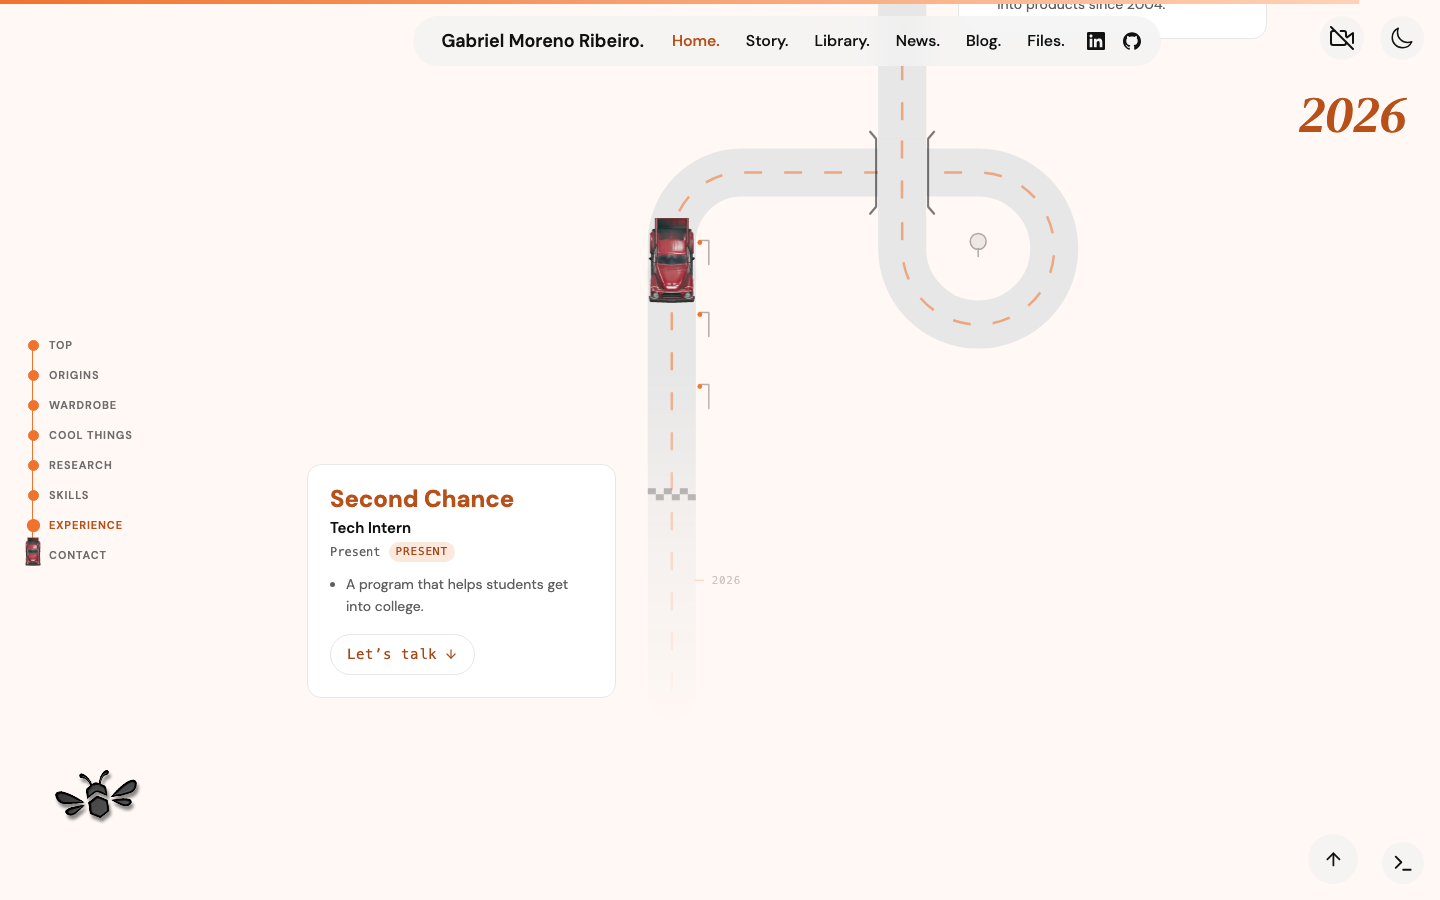 into products since 2004.
Gabriel Moreno Ribeiro. Home. Story. Library. News. Blog. Files.
2026
TOP
ORIGINS
WARDROBE
COOL THINGS
RESEARCH
SKILLS
EXPERIENCE
CONTACT
Second Chance
Tech Intern
Present PRESENT
• A program that helps students get
into college.
Let’s talk ↓
2026